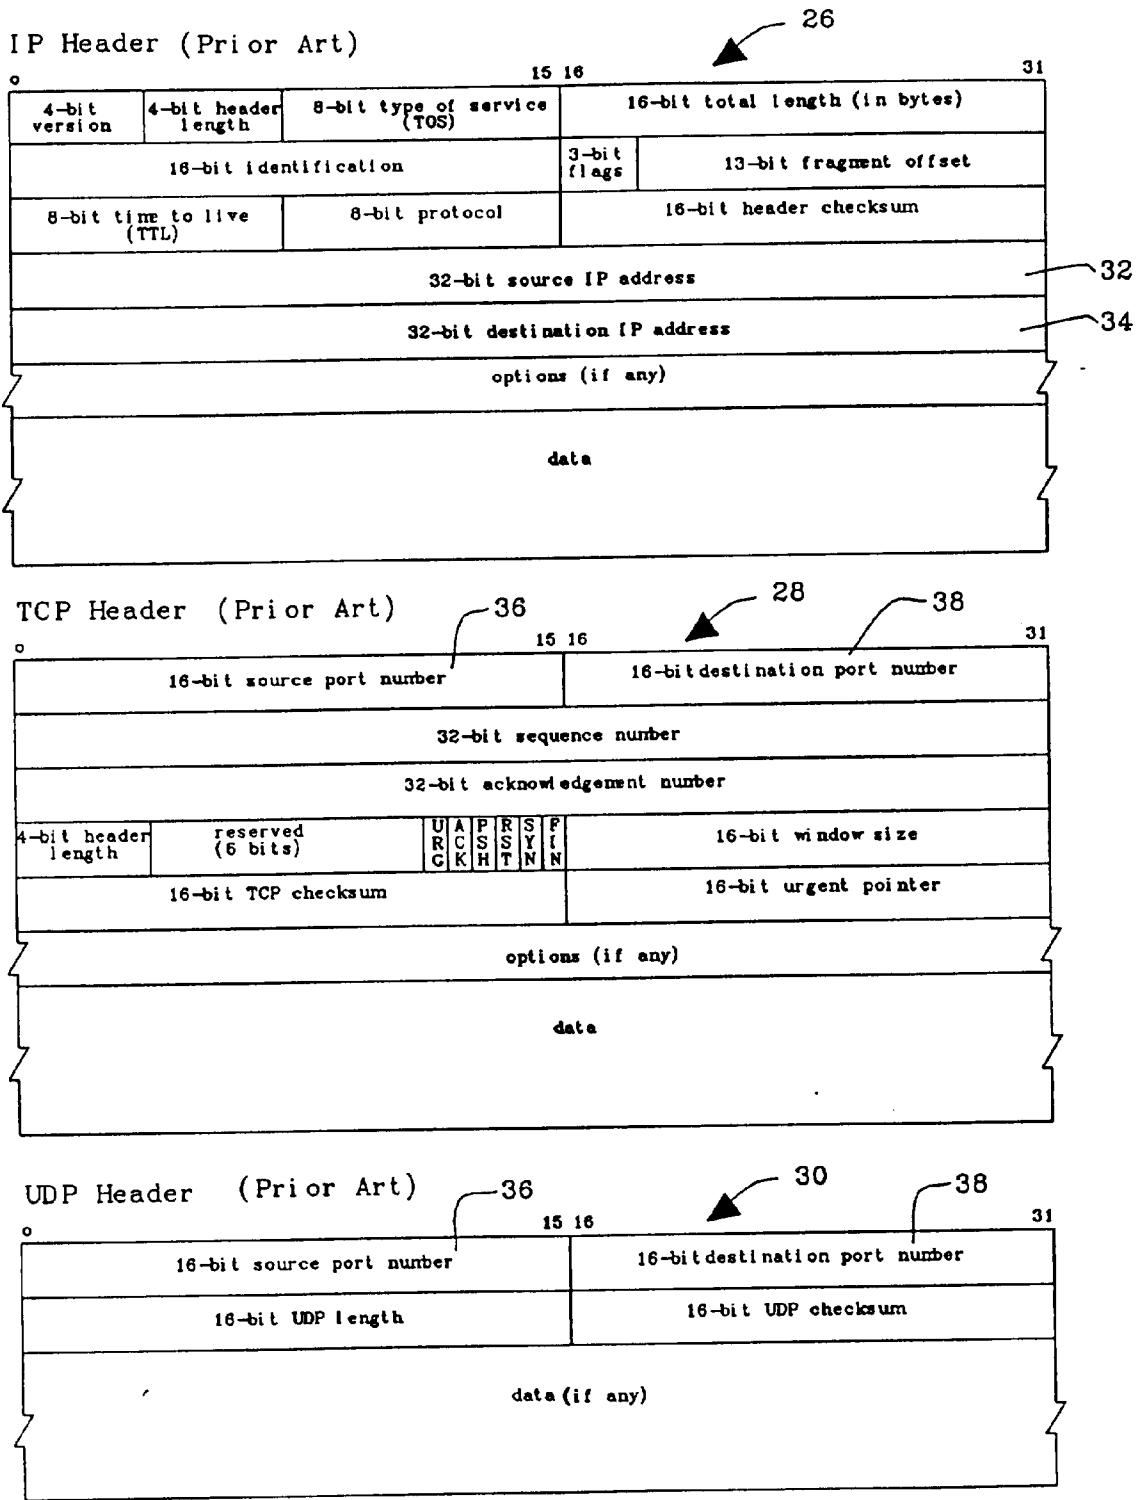 IP Header (Prior Art)
26
0 15 16 31
4-bit version
4-bit header length
8-bit type of service (TOS)
16-bit total length (in bytes)
16-bit identification
3-bit flags
13-bit fragment offset
8-bit time to live (TTL)
8-bit protocol
16-bit header checksum
32-bit source IP address
32
32-bit destination IP address
34
options (if any)
data
TCP Header (Prior Art)
36
28
38
0 15 16 31
16-bit source port number
16-bit destination port number
32-bit sequence number
32-bit acknowledgement number
4-bit header length
reserved (6 bits)
URG
ACK
PSH
RST
SYN
FIN
16-bit window size
16-bit TCP checksum
16-bit urgent pointer
options (if any)
data
UDP Header (Prior Art)
36
30
38
0 15 16 31
16-bit source port number
16-bit destination port number
16-bit UDP length
16-bit UDP checksum
data (if any)